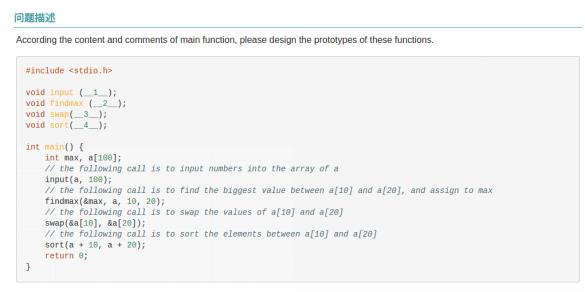 问题描述
According the content and comments of main function, please design the prototypes of these functions.
#include <stdio.h>
void input (__1__);
void findmax (__2__);
void swap(__3__);
void sort(__4__);
int main() {
int max, a[100];
// the following call is to input numbers into the array of a
input(a, 100);
// the following call is to find the biggest value between a[10] and a[20], and assign to max
findmax(&max, a, 10, 20);
// the following call is to swap the values of a[10] and a[20]
swap(&a[10], &a[20]);
// the following call is to sort the elements between a[10] and a[20]
sort(a + 10, a + 20);
return 0;
}